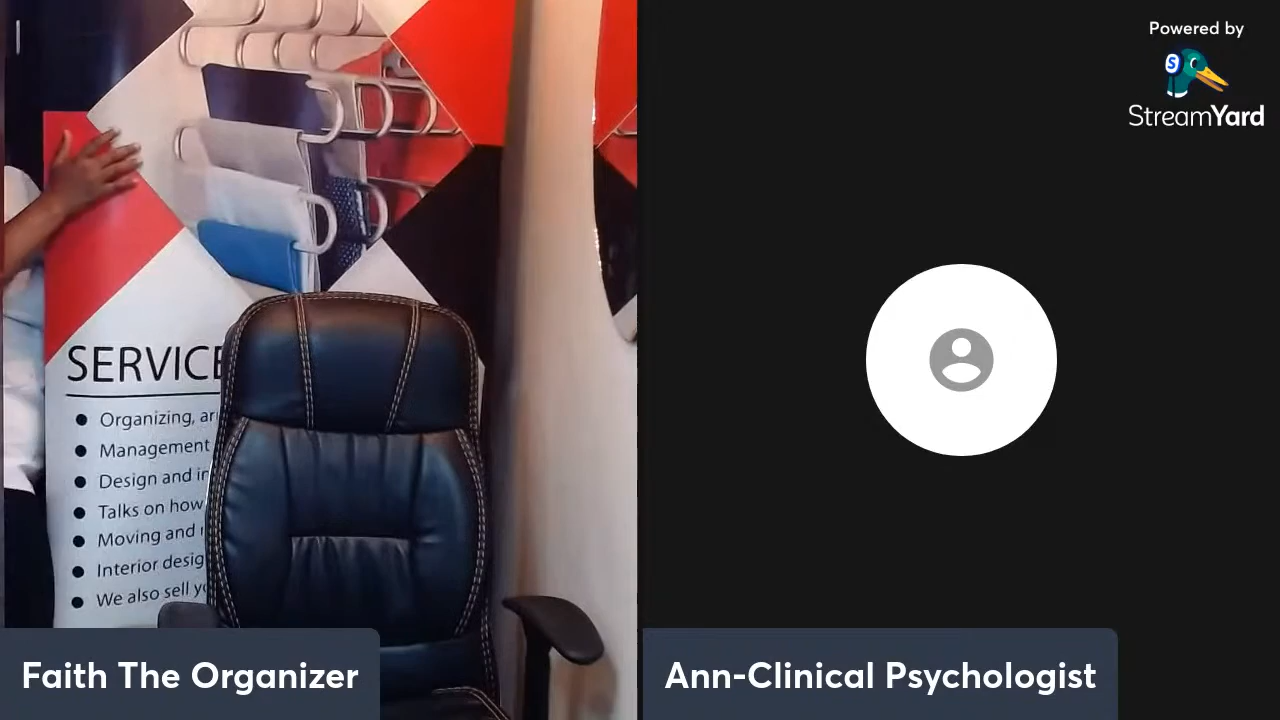 Powered by
S
StreamYard
SERVICE
Organizing, ar
Management
Design and in
Talks on how
Moving and
Interior desig
We also sell yo
Faith The Organizer
Ann-Clinical Psychologist